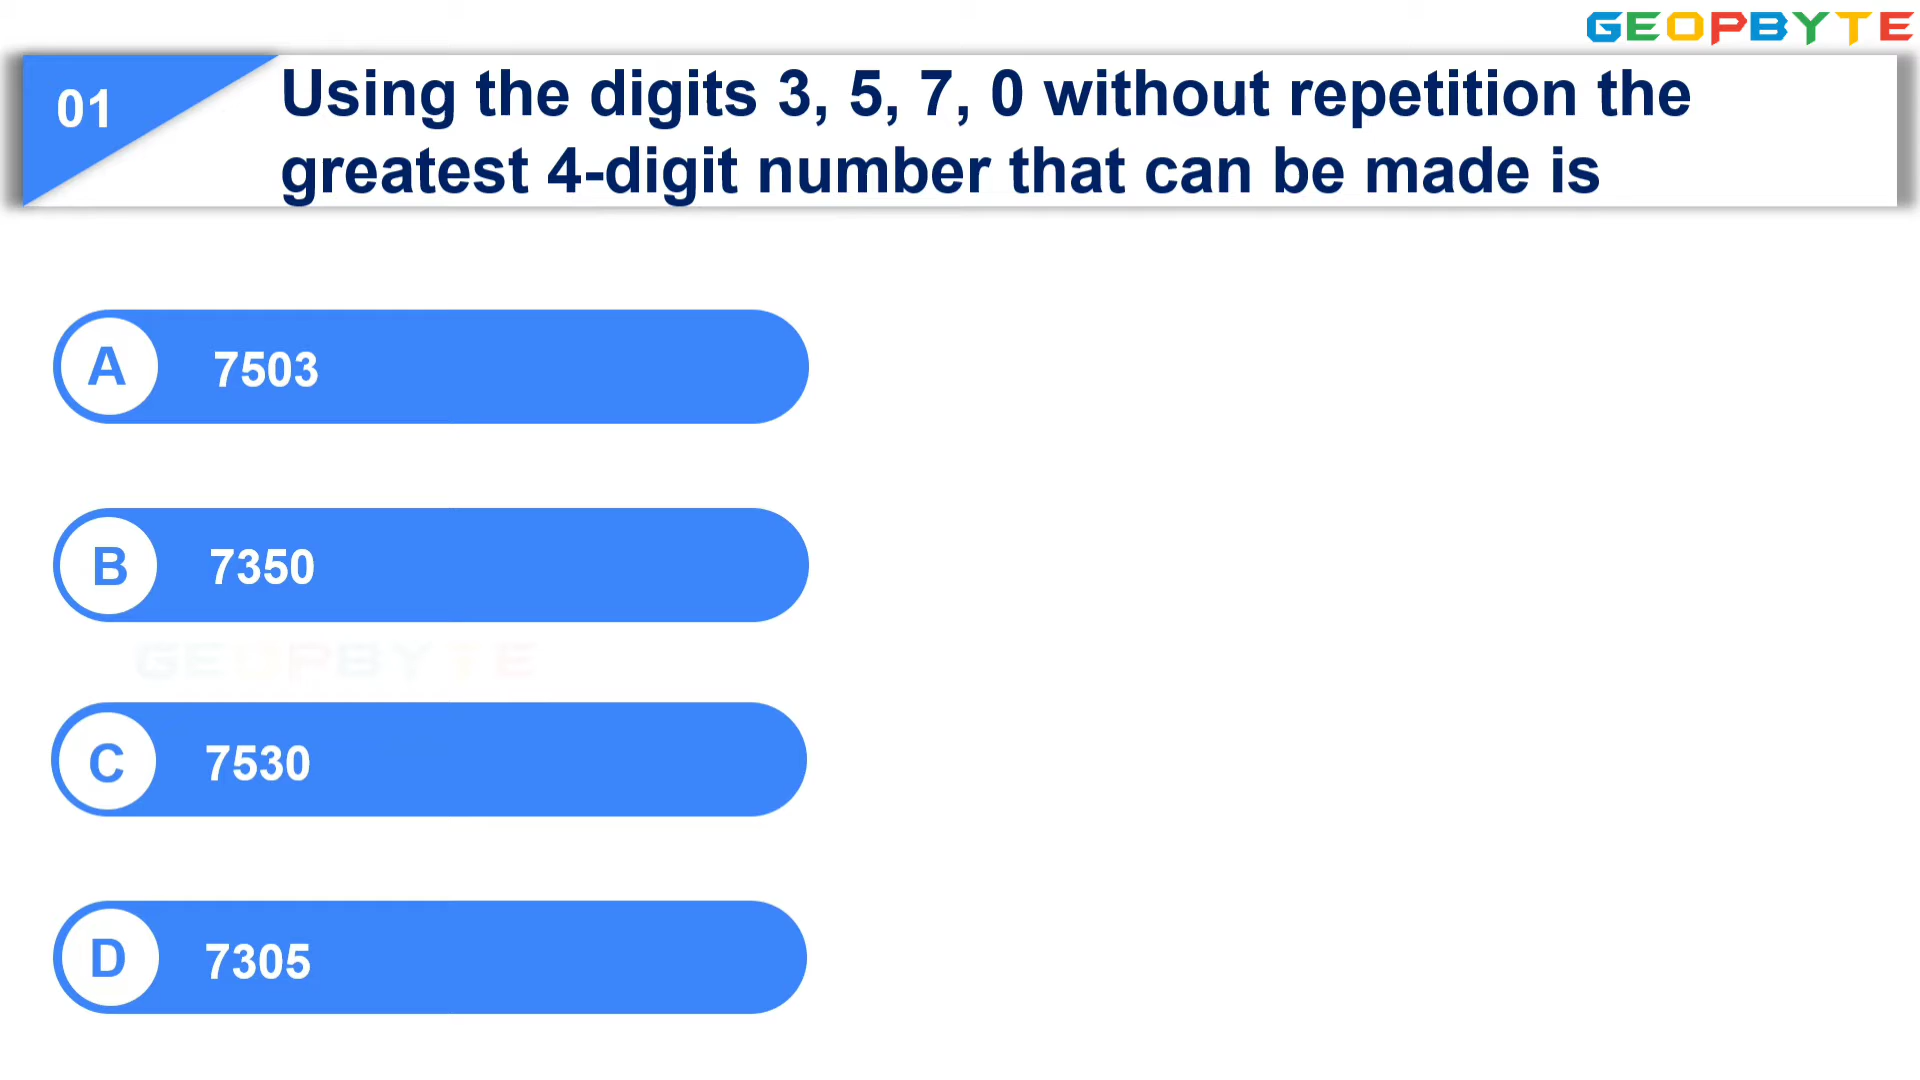 GEOPBYTE
01
Using the digits 3, 5, 7, 0 without repetition the
greatest 4-digit number that can be made is
A 7503
B 7350
GEOPBYTE
C 7530
D 7305